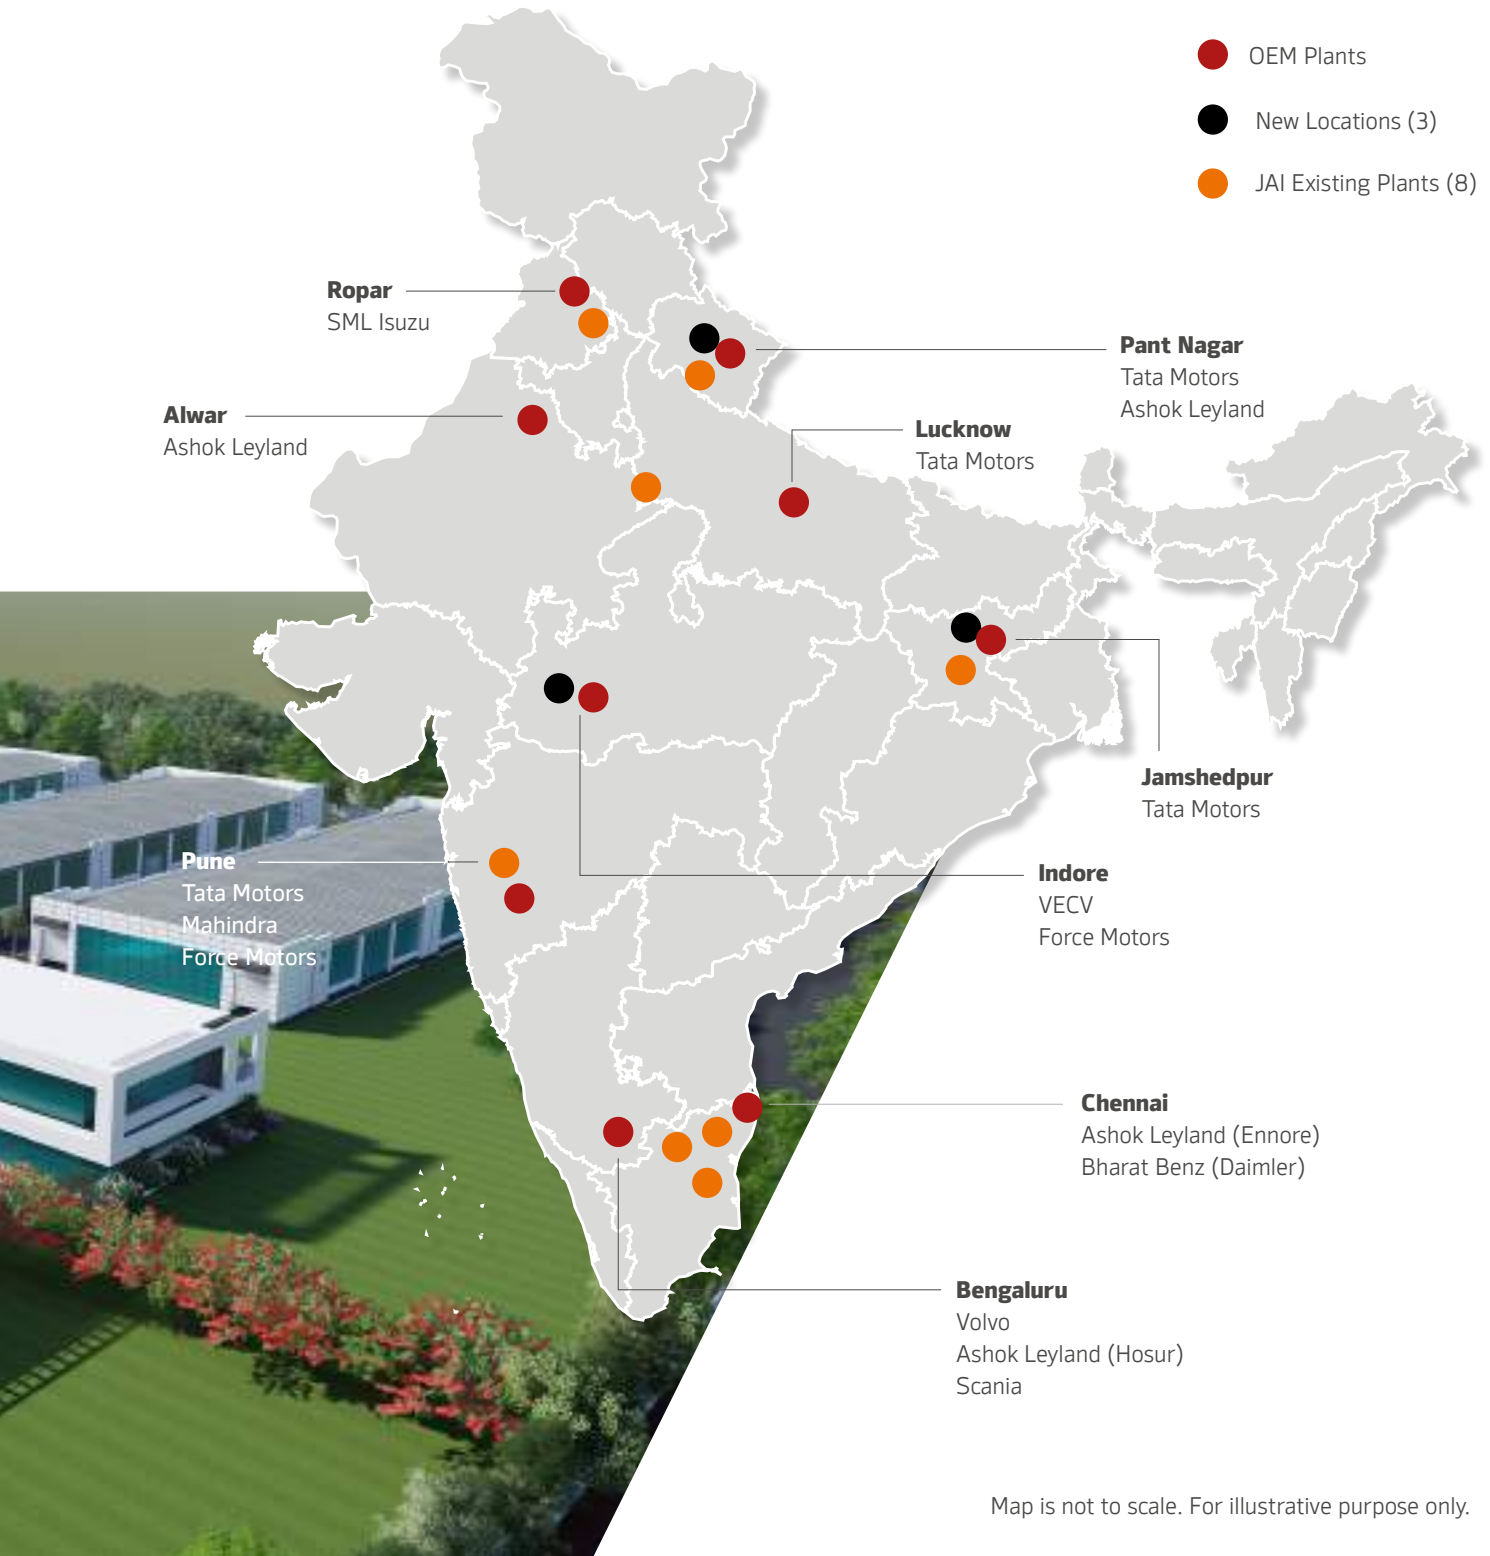 OEM Plants
New Locations (3)
JAI Existing Plants (8)
Ropar
SML Isuzu
Pant Nagar
Tata Motors
Ashok Leyland
Alwar
Ashok Leyland
Lucknow
Tata Motors
Jamshedpur
Tata Motors
Pune
Tata Motors
Mahindra
Force Motors
Indore
VECV
Force Motors
Chennai
Ashok Leyland (Ennore)
Bharat Benz (Daimler)
Bengaluru
Volvo
Ashok Leyland (Hosur)
Scania
Map is not to scale. For illustrative purpose only.